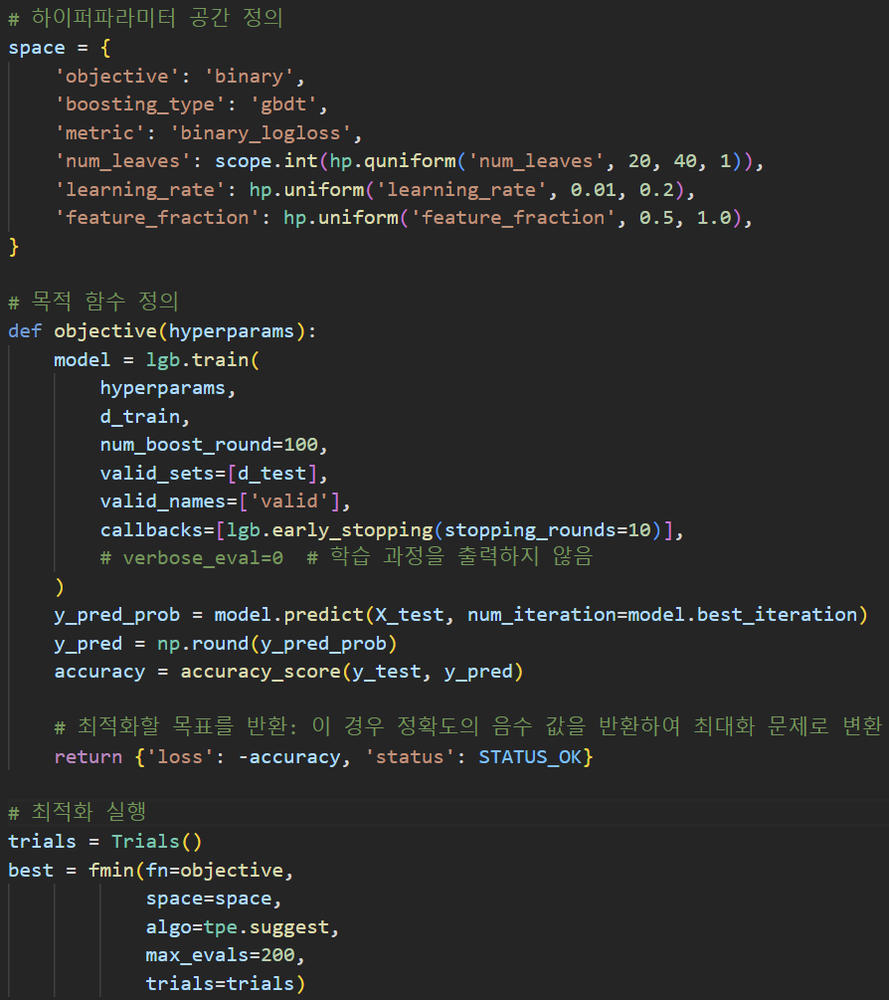 # 하이퍼파라미터 공간 정의
space = {
    'objective': 'binary',
    'boosting_type': 'gbdt',
    'metric': 'binary_logloss',
    'num_leaves': scope.int(hp.quniform('num_leaves', 20, 40, 1)),
    'learning_rate': hp.uniform('learning_rate', 0.01, 0.2),
    'feature_fraction': hp.uniform('feature_fraction', 0.5, 1.0),
}

# 목적 함수 정의
def objective(hyperparams):
    model = lgb.train(
        hyperparams,
        d_train,
        num_boost_round=100,
        valid_sets=[d_test],
        valid_names=['valid'],
        callbacks=[lgb.early_stopping(stopping_rounds=10)],
        # verbose_eval=0  # 학습 과정을 출력하지 않음
    )
    y_pred_prob = model.predict(X_test, num_iteration=model.best_iteration)
    y_pred = np.round(y_pred_prob)
    accuracy = accuracy_score(y_test, y_pred)

    # 최적화할 목표를 반환: 이 경우 정확도의 음수 값을 반환하여 최대화 문제로 변환
    return {'loss': -accuracy, 'status': STATUS_OK}

# 최적화 실행
trials = Trials()
best = fmin(fn=objective,
            space=space,
            algo=tpe.suggest,
            max_evals=200,
            trials=trials)